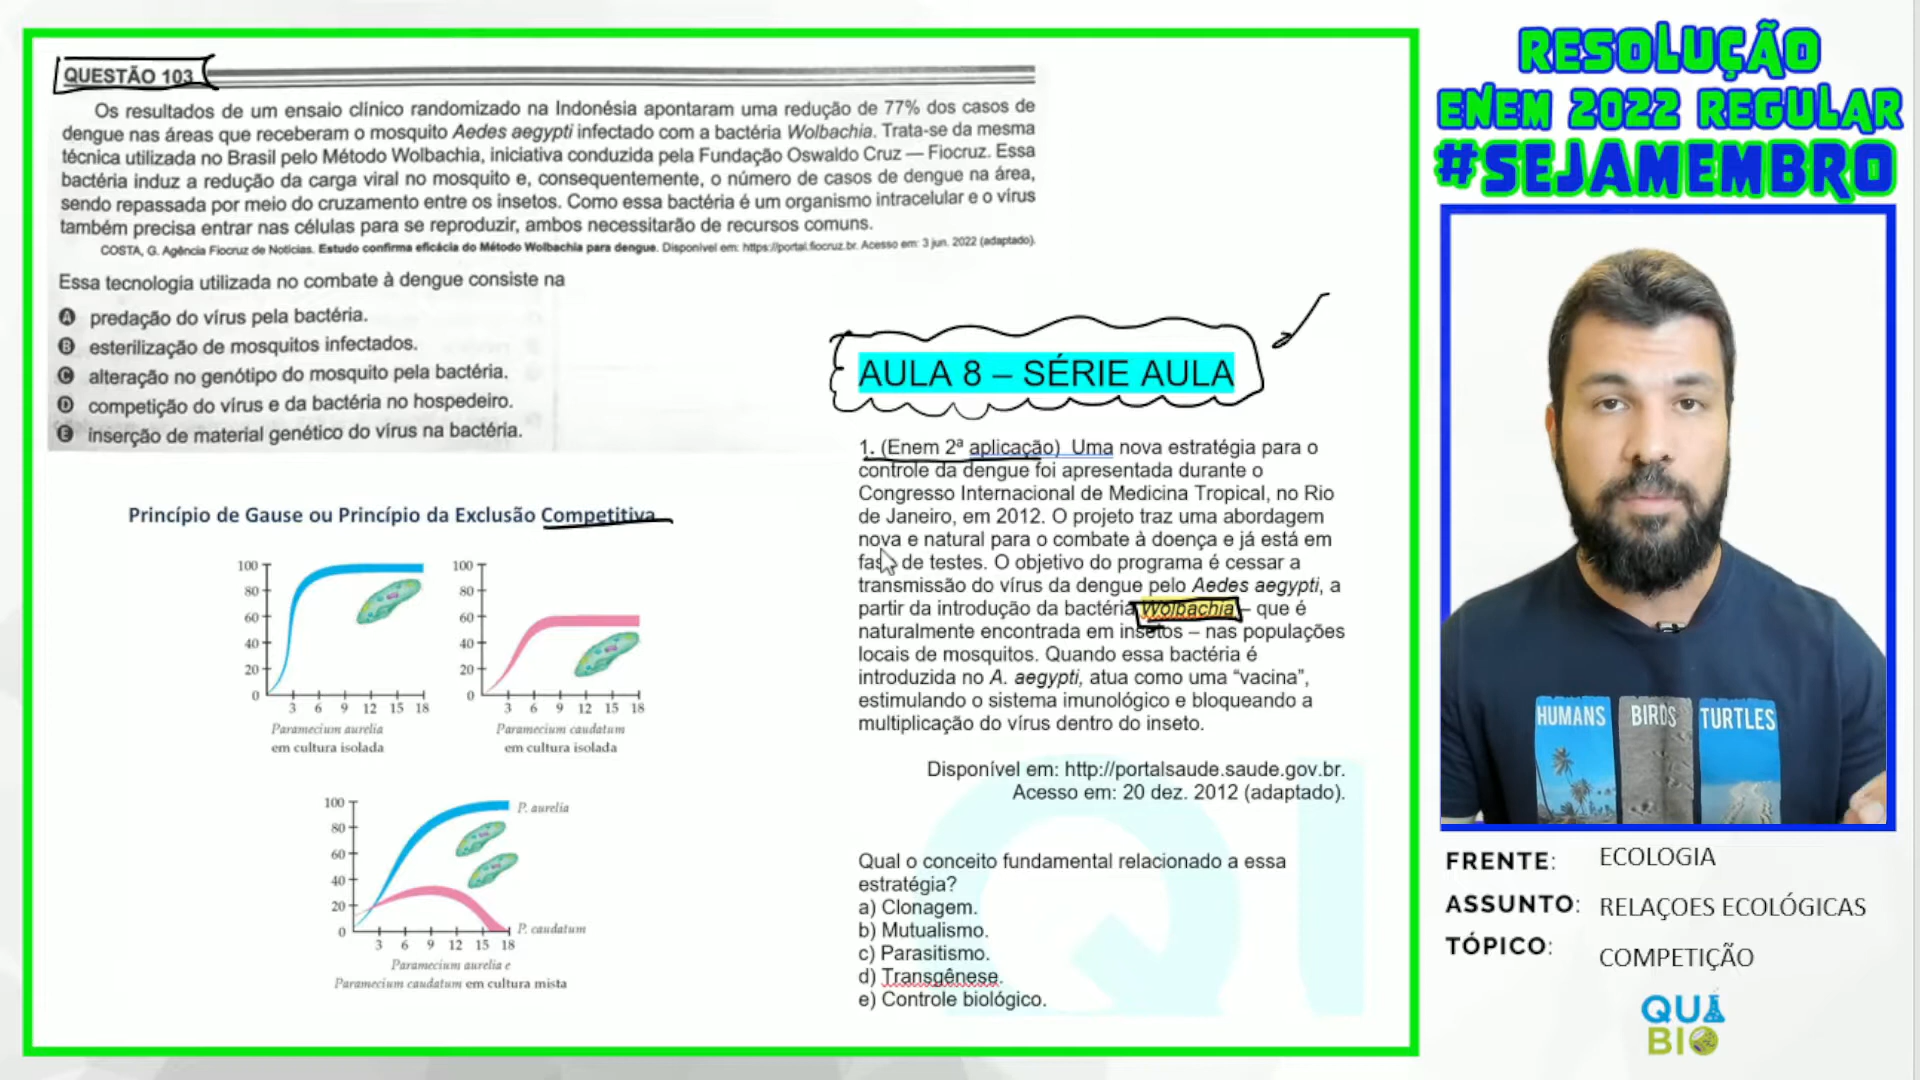 QUESTÃO 103
Os resultados de um ensaio clínico randomizado na Indonésia apontaram uma redução de 77% dos casos de
dengue nas áreas que receberam o mosquito Aedes aegypti infectado com a bactéria Wolbachia. Trata-se da mesma
técnica utilizada no Brasil pelo Método Wolbachia, iniciativa conduzida pela Fundação Oswaldo Cruz — Fiocruz. Essa
bactéria induz a redução da carga viral no mosquito e, consequentemente, o número de casos de dengue na área,
sendo repassada por meio do cruzamento entre os insetos. Como essa bactéria é um organismo intracelular e o vírus
também precisa entrar nas células para se reproduzir, ambos necessitarão de recursos comuns.
COSTA, G. Agência Fiocruz de Notícias. Estudo confirma eficácia do Método Wolbachia para dengue. Disponível em: https://portal.fiocruz.br. Acesso em: 3 jun. 2022 (adaptado).
Essa tecnologia utilizada no combate à dengue consiste na
A predação do vírus pela bactéria.
B esterilização de mosquitos infectados.
C alteração no genótipo do mosquito pela bactéria.
D competição do vírus e da bactéria no hospedeiro.
E inserção de material genético do vírus na bactéria.
Princípio de Gause ou Princípio da Exclusão Competitiva
100
80
60
40
20
0
3 6 9 12 15 18
Paramecium aurelia
em cultura isolada
100
80
60
40
20
0
3 6 9 12 15 18
Paramecium caudatum
em cultura isolada
100
80
60
40
20
0
3 6 9 12 15 18
P. aurelia
P. caudatum
Paramecium aurelia e
Paramecium caudatum em cultura mista
AULA 8 – SÉRIE AULA
1. (Enem 2ª aplicação) Uma nova estratégia para o
controle da dengue foi apresentada durante o
Congresso Internacional de Medicina Tropical, no Rio
de Janeiro, em 2012. O projeto traz uma abordagem
nova e natural para o combate à doença e já está em
fase de testes. O objetivo do programa é cessar a
transmissão do vírus da dengue pelo Aedes aegypti, a
partir da introdução da bactéria Wolbachia – que é
naturalmente encontrada em insetos – nas populações
locais de mosquitos. Quando essa bactéria é
introduzida no A. aegypti, atua como uma “vacina”,
estimulando o sistema imunológico e bloqueando a
multiplicação do vírus dentro do inseto.
Disponível em: http://portalsaude.saude.gov.br.
Acesso em: 20 dez. 2012 (adaptado).
Qual o conceito fundamental relacionado a essa
estratégia?
a) Clonagem.
b) Mutualismo.
c) Parasitismo.
d) Transgênese.
e) Controle biológico.
RESOLUÇÃO
ENEM 2022 REGULAR
#SEJAMEMBRO
HUMANS BIRDS TURTLES
FRENTE: ECOLOGIA
ASSUNTO: RELAÇOES ECOLÓGICAS
TÓPICO: COMPETIÇÃO
QUI
BIO